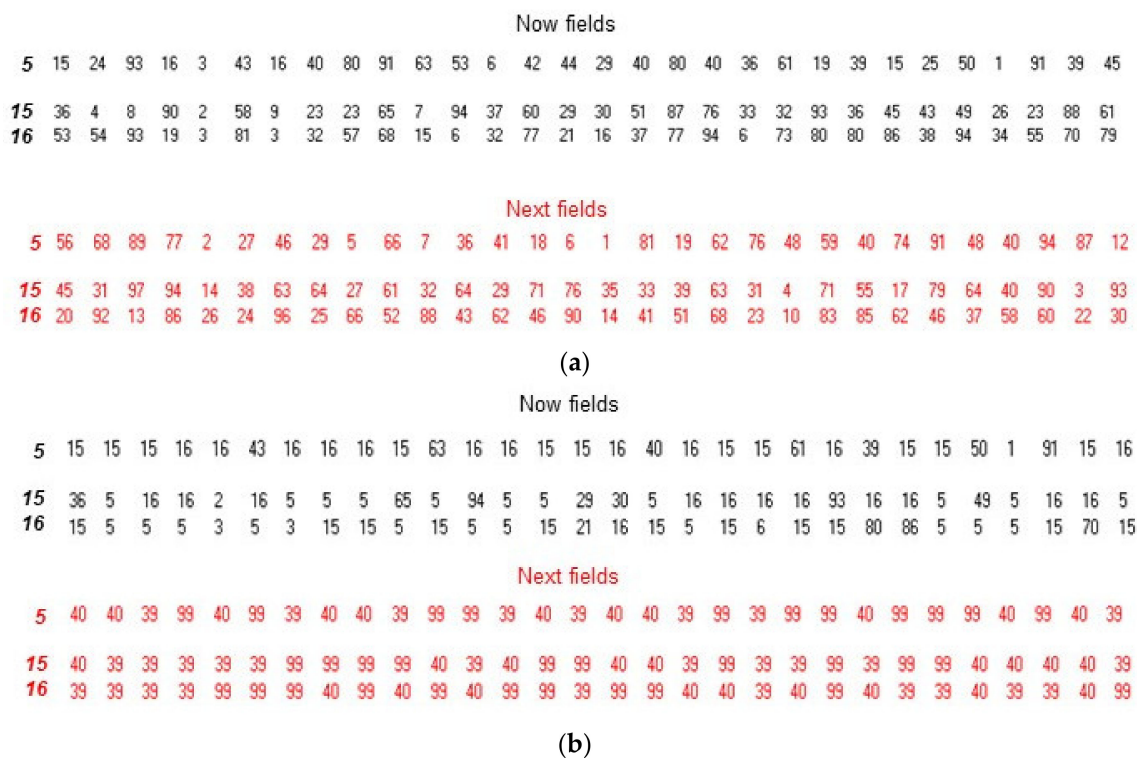 Now fields
5 15 24 93 16 3 43 16 40 80 91 63 53 6 42 44 29 40 80 40 36 61 19 39 15 25 50 1 91 39 45
15 36 4 8 90 2 58 9 23 23 65 7 94 37 60 29 30 51 87 76 33 32 93 36 45 43 49 26 23 88 61
16 53 54 93 19 3 81 3 32 57 68 15 6 32 77 21 16 37 77 94 6 73 80 80 86 38 94 34 55 70 79
Next fields
5 56 68 89 77 2 27 46 29 5 66 7 36 41 18 6 1 81 19 62 76 48 59 40 74 91 48 40 94 87 12
15 45 31 97 94 14 38 63 64 27 61 32 64 29 71 76 35 33 39 63 31 4 71 55 17 79 64 40 90 3 93
16 20 92 13 86 26 24 96 25 66 52 88 43 62 46 90 14 41 51 68 23 10 83 85 62 46 37 58 60 22 30
(a)
Now fields
5 15 15 15 16 16 43 16 16 16 15 63 16 16 15 15 16 40 16 15 15 61 16 39 15 15 50 1 91 15 16
15 36 5 16 16 2 16 5 5 5 65 5 94 5 5 29 30 5 16 16 16 16 93 16 16 5 49 5 16 16 5
16 15 5 5 5 3 5 3 15 15 5 15 5 5 15 21 16 15 5 15 6 15 15 80 86 5 5 5 15 70 15
Next fields
5 40 40 39 99 40 99 39 40 40 39 99 99 39 40 39 40 40 39 99 39 99 99 40 99 99 99 40 99 40 39
15 40 39 39 39 39 39 99 99 99 99 40 39 40 99 99 40 40 39 99 39 39 99 39 99 99 40 40 40 40 39
16 39 39 39 39 99 99 99 40 99 40 99 40 99 99 39 99 99 40 40 39 40 99 40 39 39 40 39 39 40 99
(b)